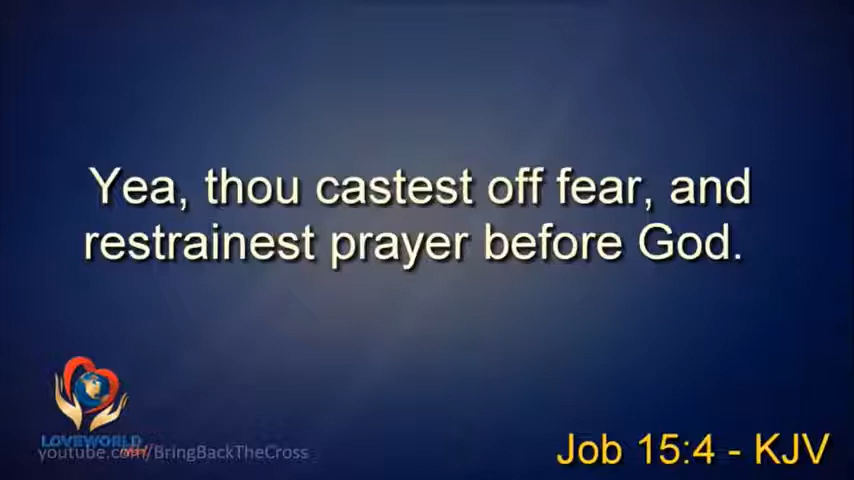 Yea, thou castest off fear, and
restrainest prayer before God.
LOVEWORLD
youtube.com/BringBackTheCross
Job 15:4 - KJV